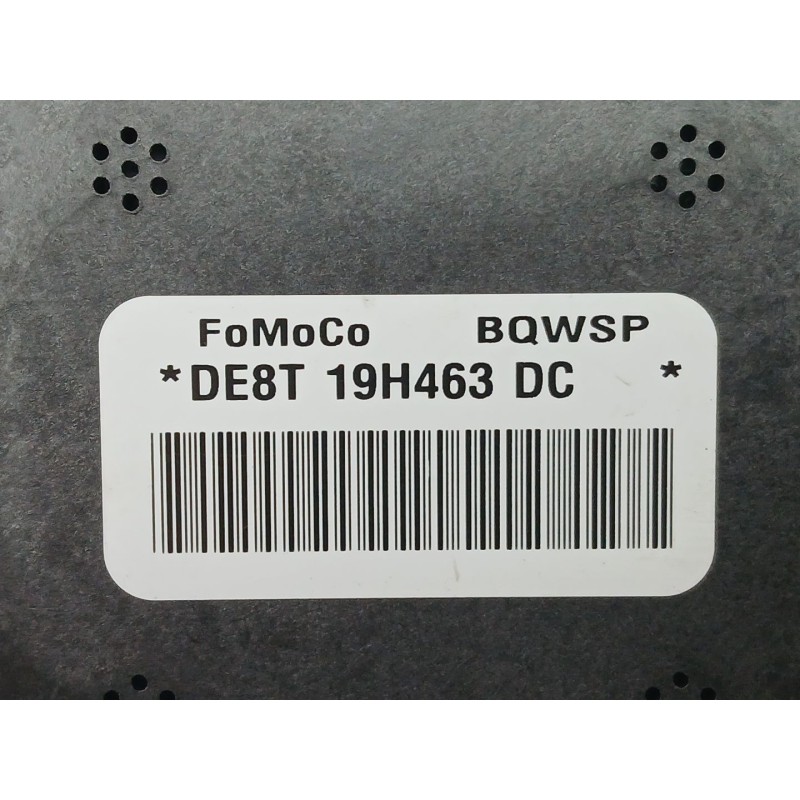 FoMoCo BQWSP
*DE8T 19H463 DC *